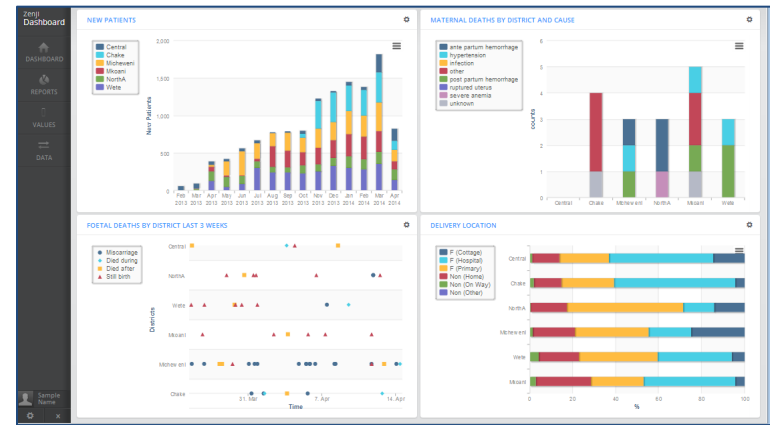 Zenji
Dashboard
DASHBOARD
REPORTS
VALUES
DATA
Sample
Name
x
NEW PATIENTS
Central
Chake
Micheweni
Mkoani
NorthA
Wete
New Patients
2,000
1,500
1,000
500
0
Feb Mar Apr May Jun Jul Aug Sep Oct Nov Dec Jan Feb Mar Apr
2013 2013 2013 2013 2013 2013 2013 2013 2013 2013 2013 2014 2014 2014 2014
MATERNAL DEATHS BY DISTRICT AND CAUSE
ante partum hemorrhage
hypertension
infection
other
post partum hemorrhage
ruptured uterus
severe anemia
unknown
counts
6
5
4
3
2
1
0
Central Chake Micheweni NorthA Mkoani Wete
FOETAL DEATHS BY DISTRICT LAST 3 WEEKS
Miscarriage
Died during
Died after
Still birth
Districts
Central
NorthA
Wete
Mkoani
Micheweni
Chake
31. Mar 7. Apr 14. Apr
Time
DELIVERY LOCATION
F (Cottage)
F (Hospital)
F (Primary)
Non (Home)
Non (On Way)
Non (Other)
Central
Chake
NorthA
Micheweni
Wete
Mkoani
0 20 40 60 80 100
%